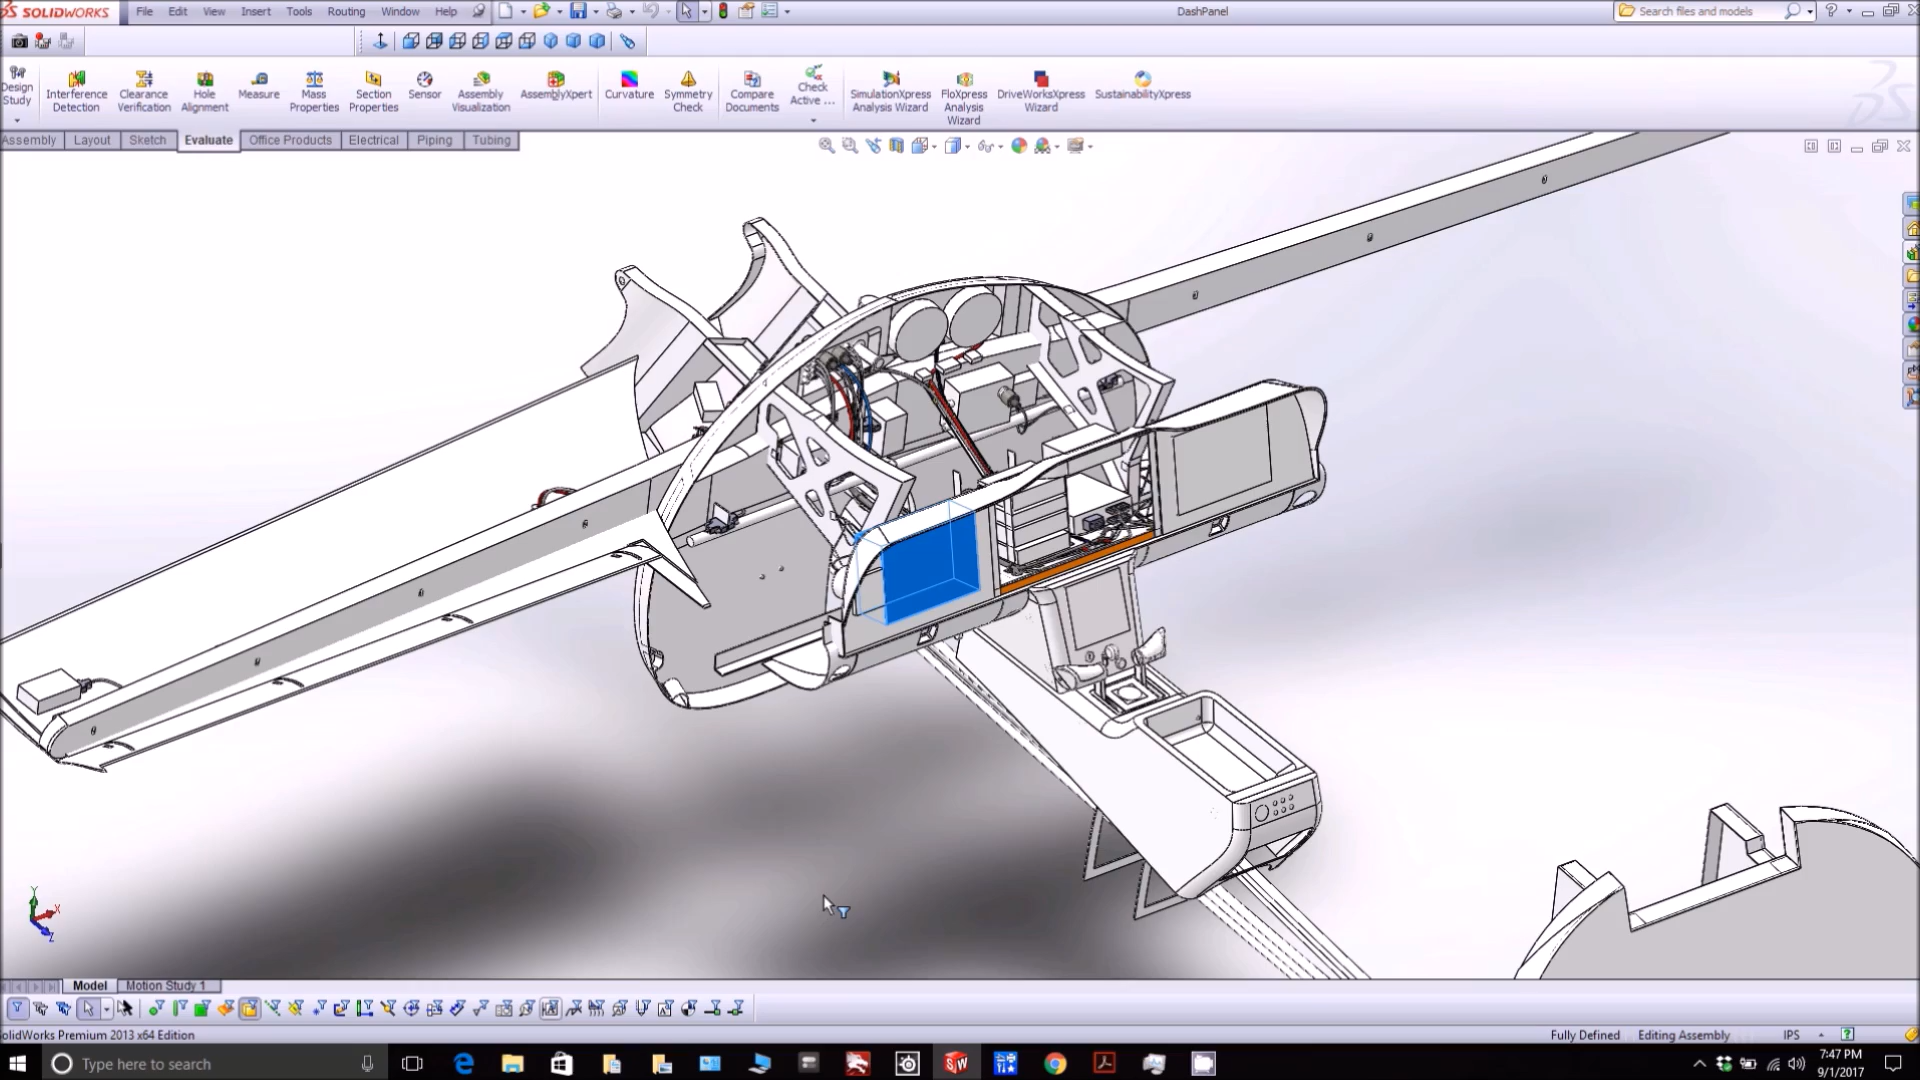 SOLIDWORKS File Edit View Insert Tools Routing Window Help DashPanel Search files and models
Design Study
Interference Detection
Clearance Verification
Hole Alignment
Measure
Mass Properties
Section Properties
Sensor
Assembly Visualization
AssemblyXpert
Curvature
Symmetry Check
Compare Documents
Check Active ...
SimulationXpress Analysis Wizard
FloXpress Analysis Wizard
DriveWorksXpress Wizard
SustainabilityXpress
Assembly Layout Sketch Evaluate Office Products Electrical Piping Tubing
Y
X
Z
Model Motion Study 1
olidWorks Premium 2013 x64 Edition Fully Defined Editing Assembly IPS
Type here to search
7:47 PM
9/1/2017